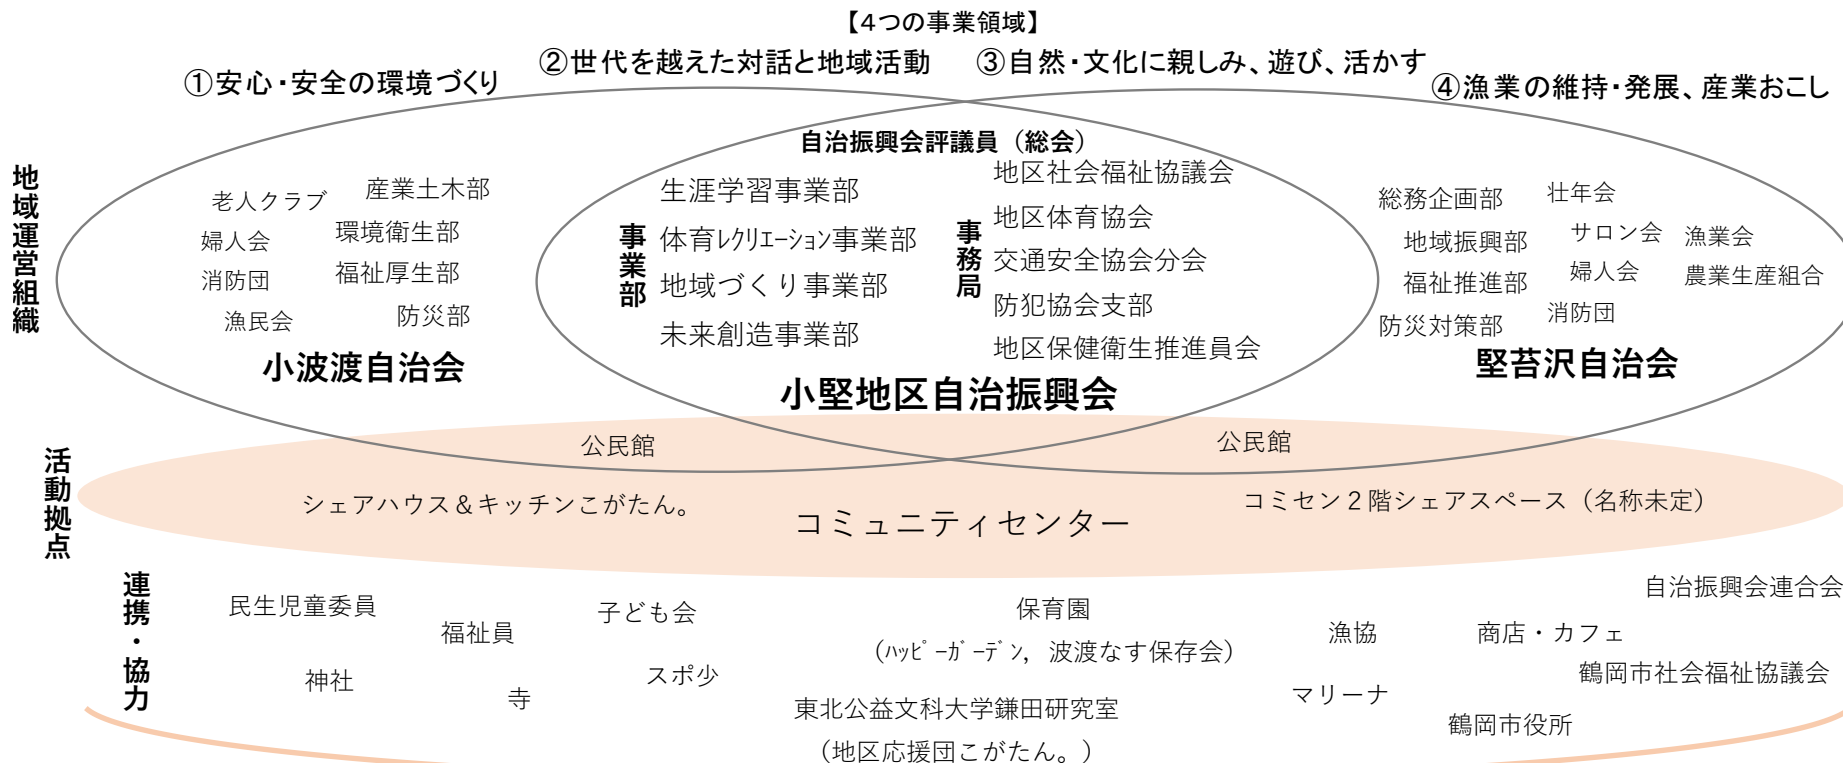 【4つの事業領域】
①安心・安全の環境づくり
②世代を越えた対話と地域活動
③自然・文化に親しみ、遊び、活かす
④漁業の維持・発展、産業おこし
地域運営組織
老人クラブ
婦人会
消防団
漁民会
産業土木部
環境衛生部
福祉厚生部
防災部
小波渡自治会
自治振興会評議員（総会）
事業部
生涯学習事業部
体育ﾚｸﾘｴｰｼｮﾝ事業部
地域づくり事業部
未来創造事業部
事務局
地区社会福祉協議会
地区体育協会
交通安全協会分会
防犯協会支部
地区保健衛生推進員会
小堅地区自治振興会
総務企画部
地域振興部
福祉推進部
防災対策部
壮年会
サロン会
婦人会
消防団
漁業会
農業生産組合
堅苔沢自治会
活動拠点
公民館
公民館
シェアハウス＆キッチンこがたん。
コミュニティセンター
コミセン２階シェアスペース（名称未定）
連携・協力
民生児童委員
福祉員
子ども会
神社
寺
スポ少
保育園
（ﾊｯﾋﾟｰｶﾞｰﾃﾞﾝ，波渡なす保存会）
東北公益文科大学鎌田研究室
（地区応援団こがたん。）
漁協
マリーナ
商店・カフェ
自治振興会連合会
鶴岡市社会福祉協議会
鶴岡市役所